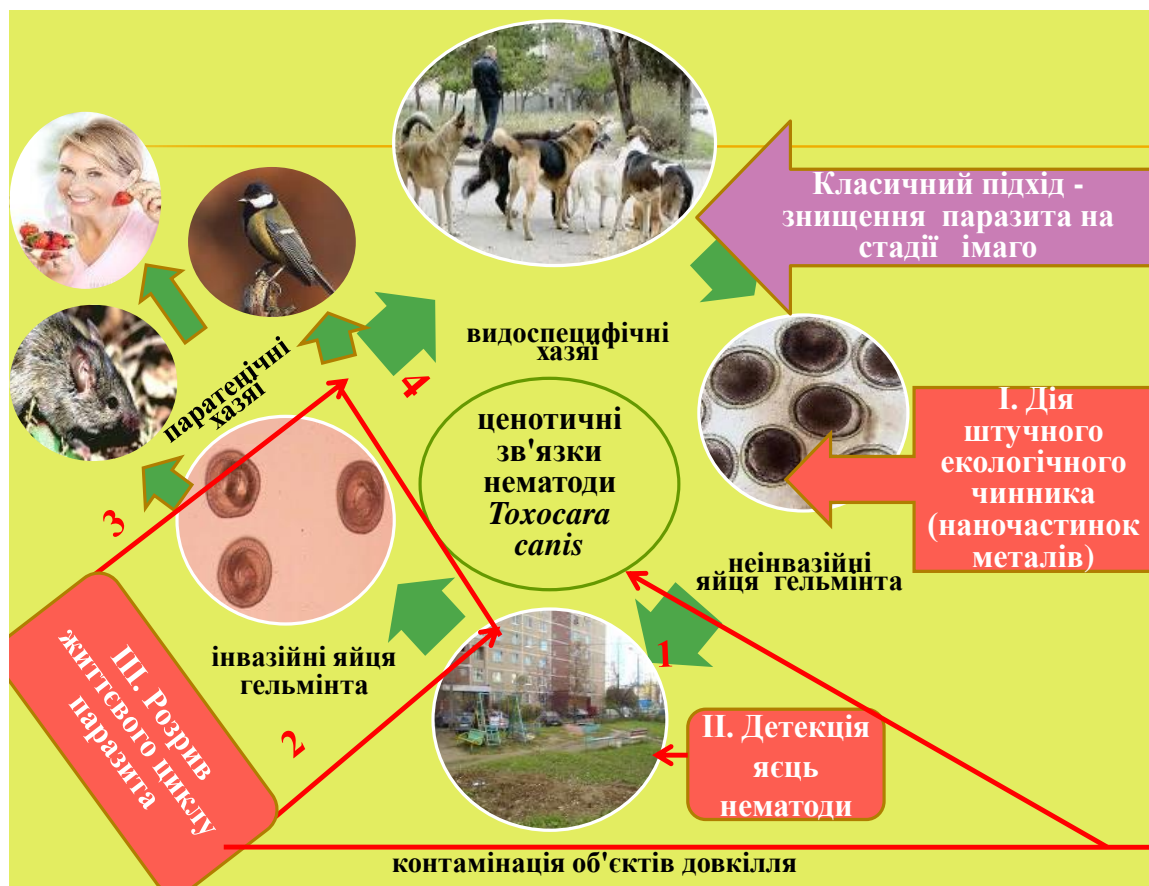 Класичний підхід -
знищення паразита на
стадії імаго
видоспецифічні
хазяї
паратенічні
хазяї
4
ценотичні
зв'язки
нематоди
Toxocara
canis
І. Дія
штучного
екологічного
чинника
(наночастинок
металів)
3
неінвазійні
яйця гельмінта
інвазійні яйця
гельмінта
1
ІІІ. Розрив
життєвого циклу
паразита
2
ІІ. Детекція
яєць
нематоди
контамінація об'єктів довкілля